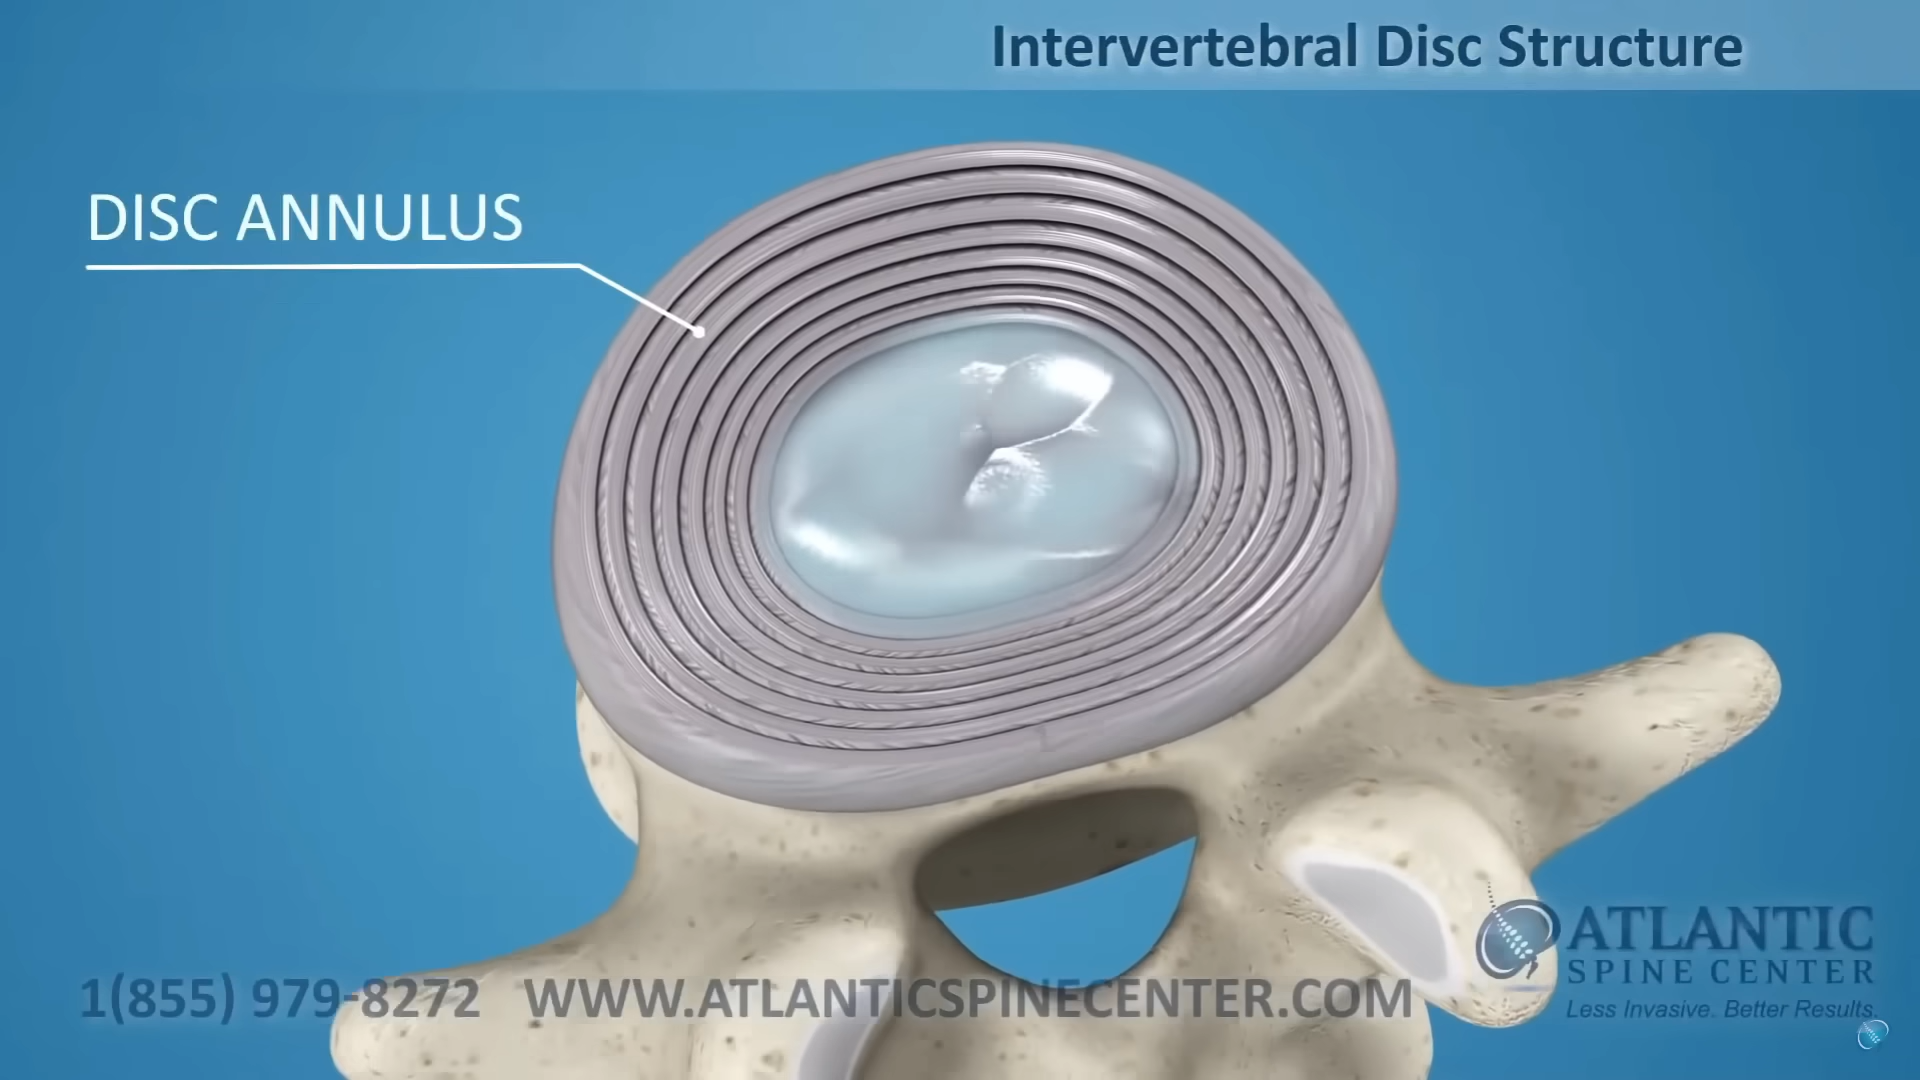 Intervertebral Disc Structure
DISC ANNULUS
ATLANTIC
SPINE CENTER
Less Invasive. Better Results.
1(855) 979-8272 WWW.ATLANTICSPINECENTER.COM